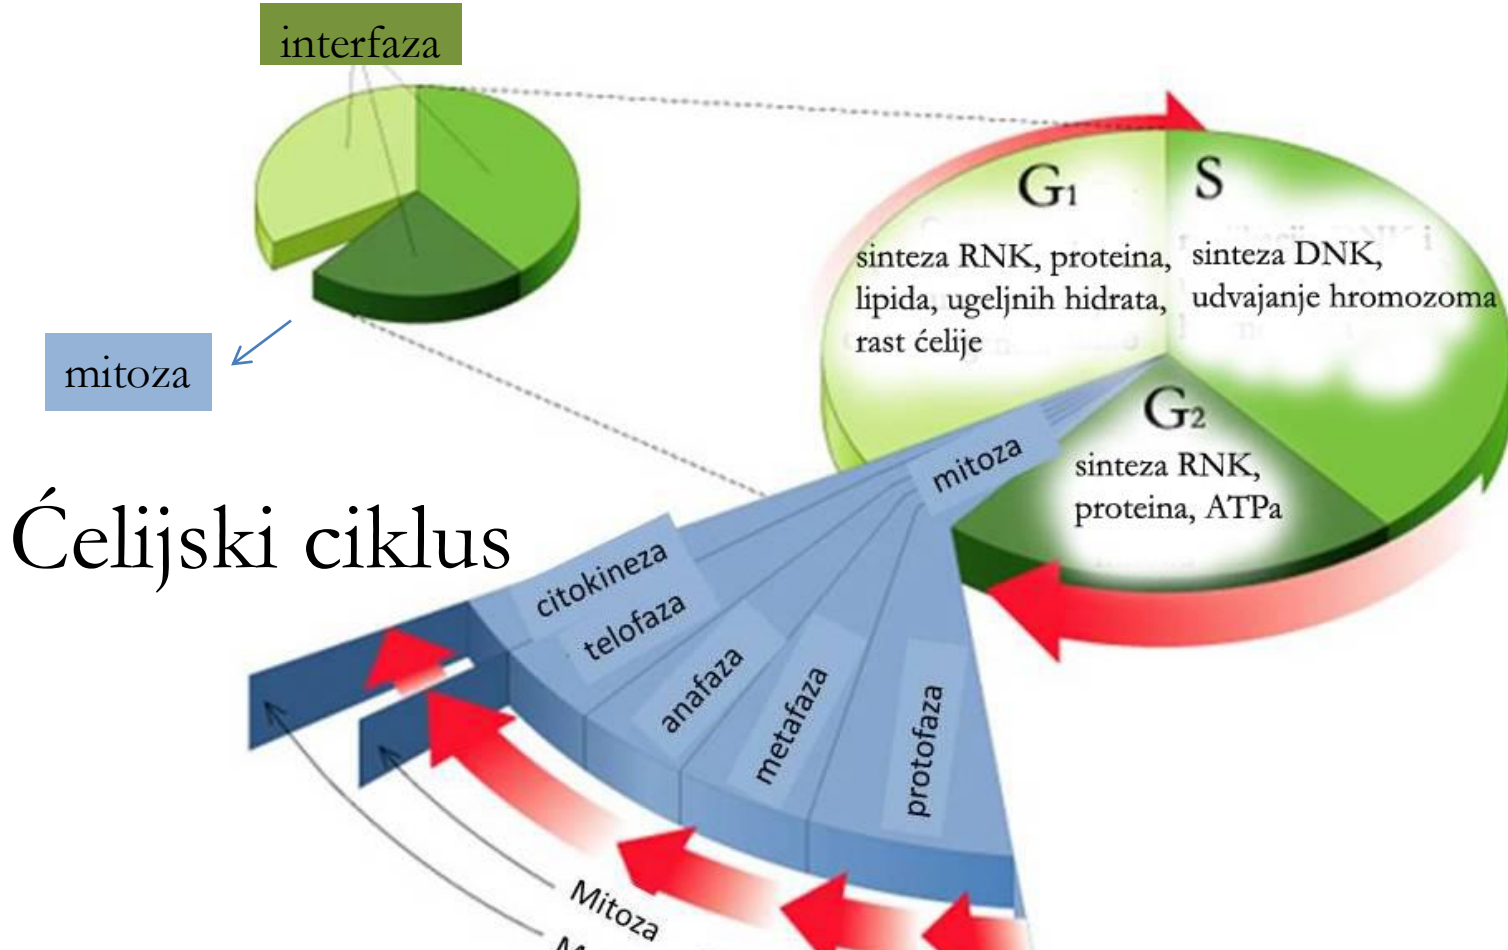 interfaza
mitoza
Ćelijski ciklus
G1
sinteza RNK, proteina,
lipida, ugeljnih hidrata,
rast ćelije
S
sinteza DNK,
udvajanje hromozoma
G2
sinteza RNK,
proteina, ATPa
mitoza
citokineza
telofaza
anafaza
metafaza
protofaza
Mitoza